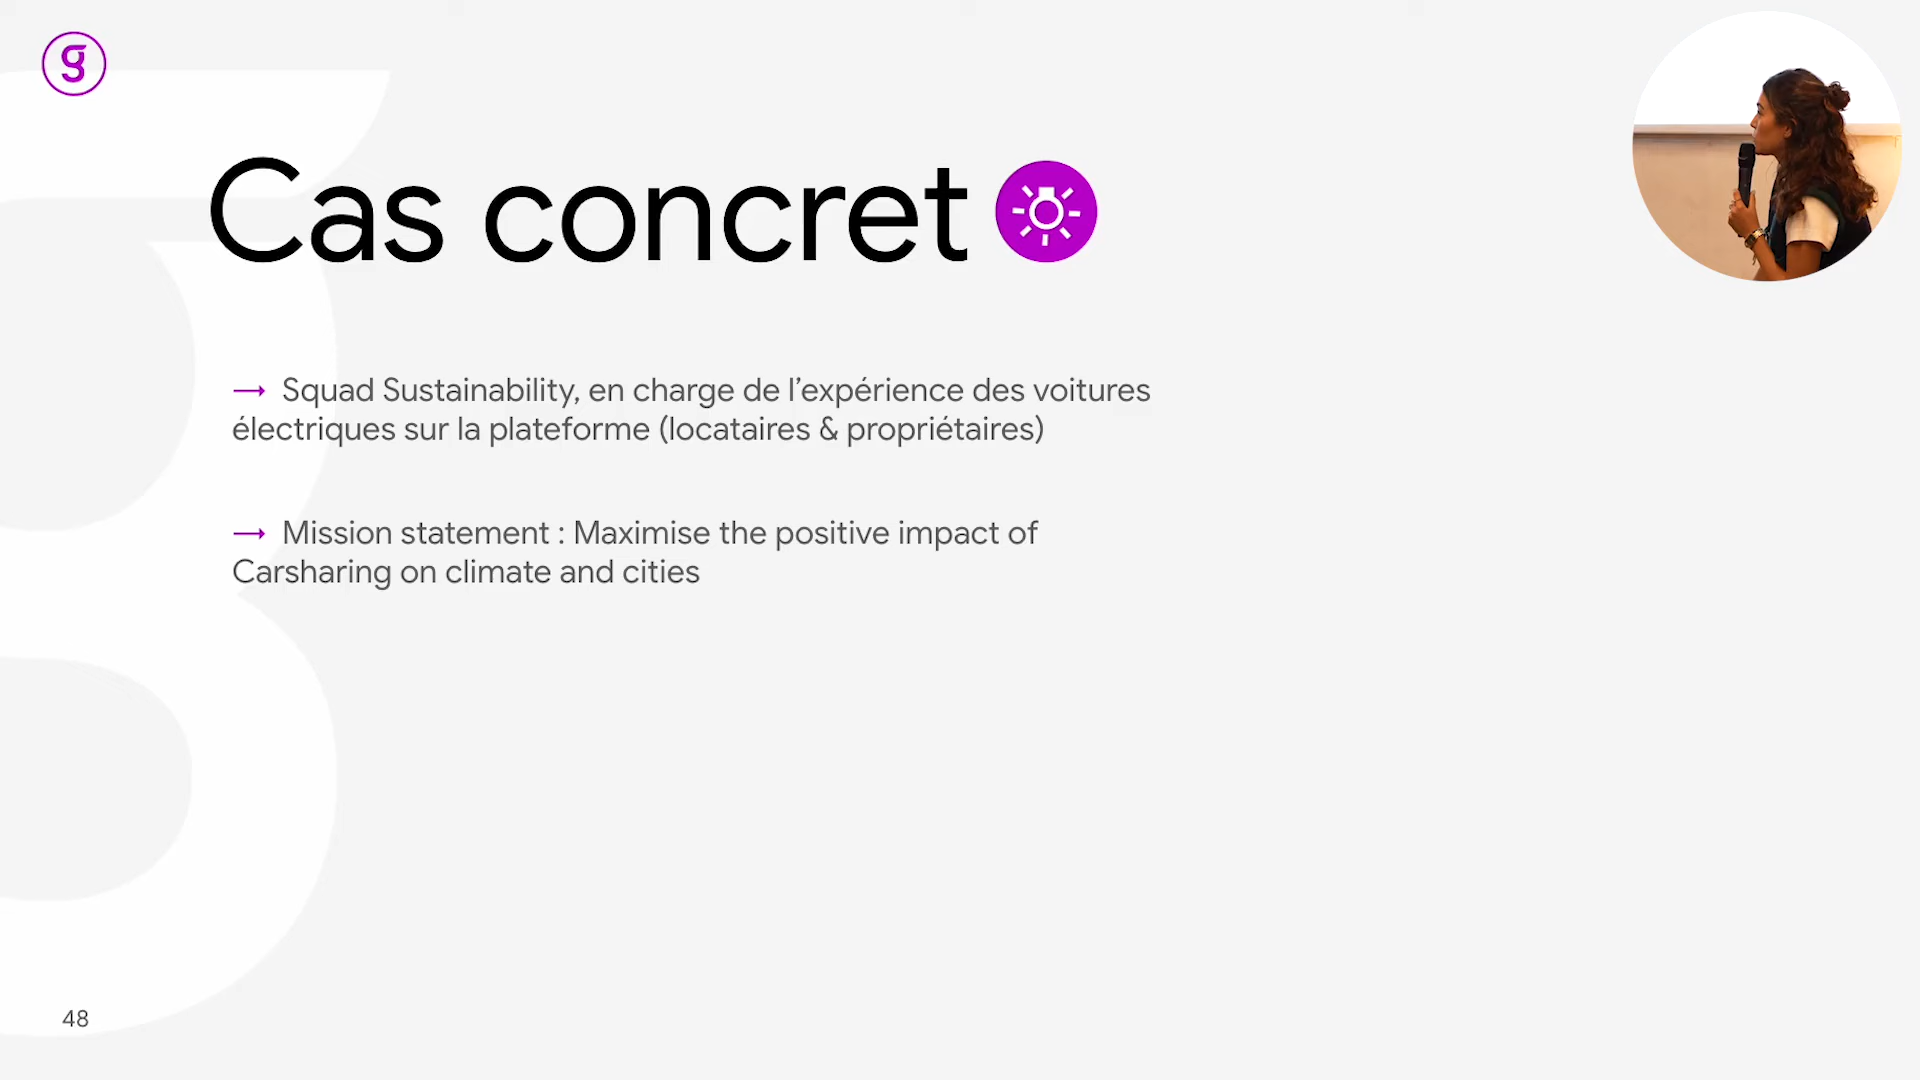 g
Cas concret
→ Squad Sustainability, en charge de l’expérience des voitures
électriques sur la plateforme (locataires & propriétaires)
→ Mission statement : Maximise the positive impact of
Carsharing on climate and cities
48